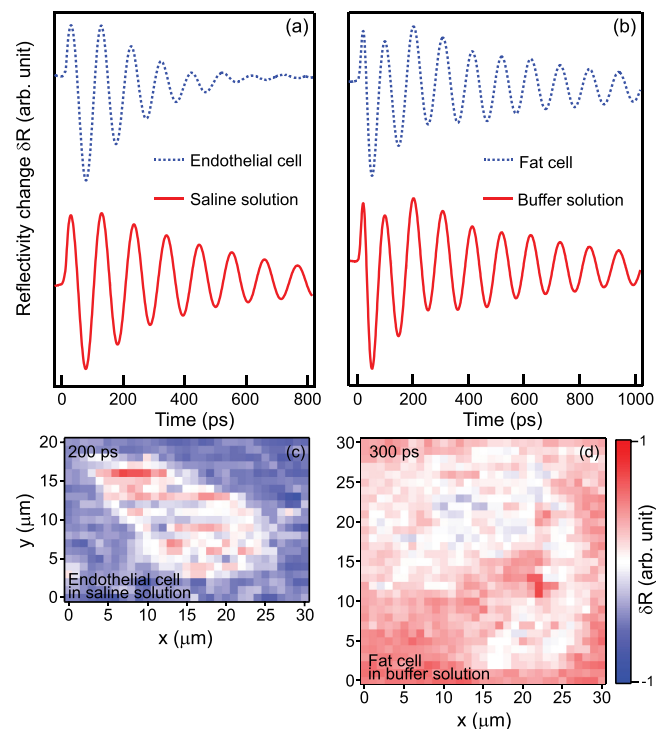 (a)
(b)
Reflectivity change δR (arb. unit)
Endothelial cell
Saline solution
Fat cell
Buffer solution
0 200 400 600 800
0 200 400 600 800 1000
Time (ps)
Time (ps)
200 ps
(c)
20
15
10
5
0
y (μm)
Endothelial cell
in saline solution
0 5 10 15 20 25 30
x (μm)
300 ps
(d)
30
25
20
15
10
5
0
Fat cell
in buffer solution
0 5 10 15 20 25 30
x (μm)
1
δR (arb. unit)
-1